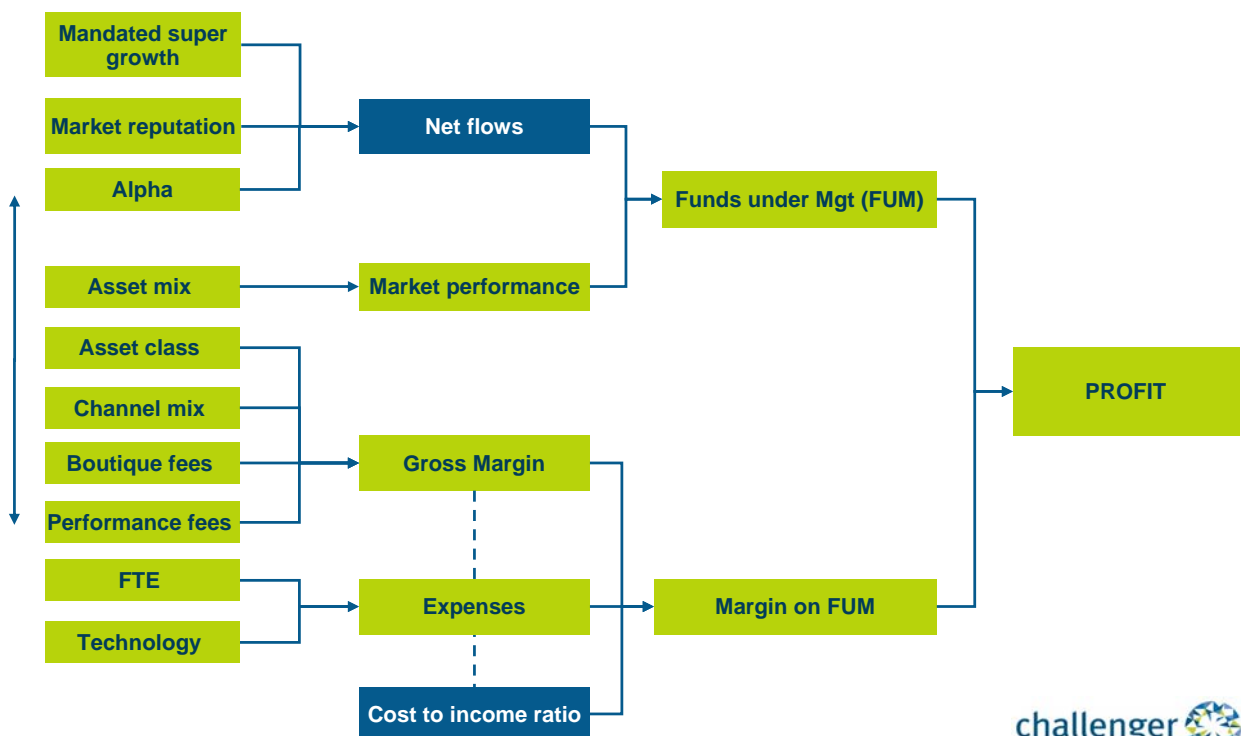 Mandated super
growth
Market reputation
Alpha
Asset mix
Asset class
Channel mix
Boutique fees
Performance fees
FTE
Technology
Net flows
Market performance
Gross Margin
Expenses
Cost to income ratio
Funds under Mgt (FUM)
Margin on FUM
PROFIT
challenger